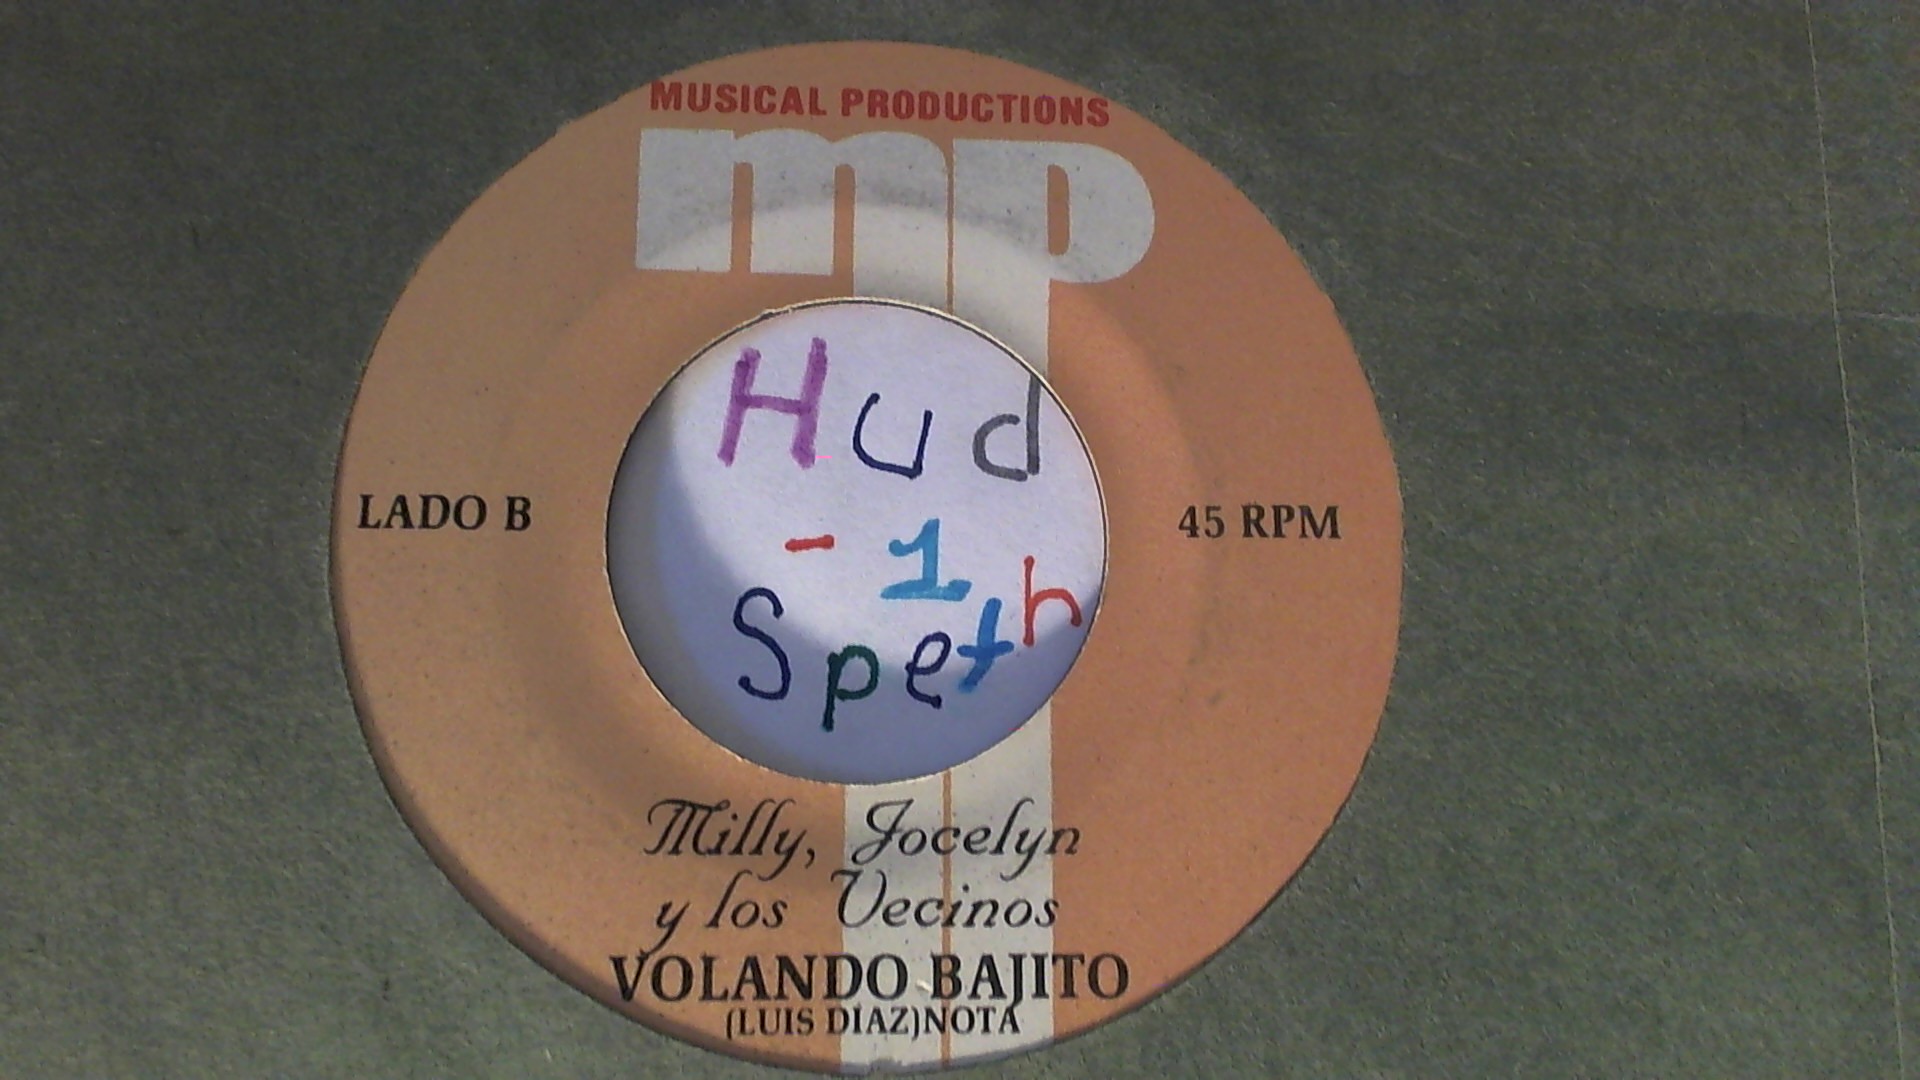 MUSICAL PRODUCTIONS
mp
Hud
- 1
Speth
LADO B
45 RPM
Milly, Jocelyn
y los Vecinos
VOLANDO BAJITO
(LUIS DIAZ)NOTA